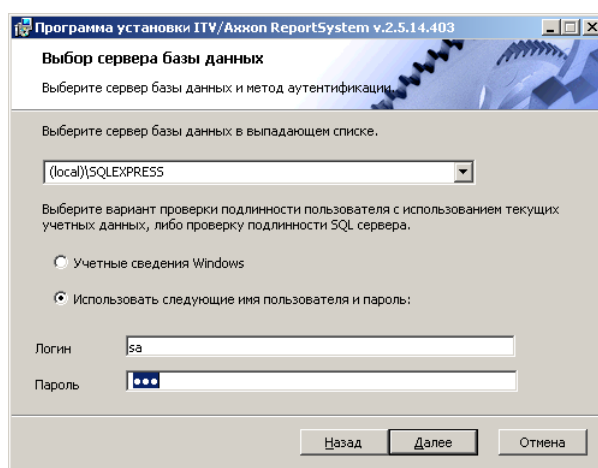 Программа установки ITV/Axxon ReportSystem v.2.5.14.403
Выбор сервера базы данных
Выберите сервер базы данных и метод аутентификации.
Выберите сервер базы данных в выпадающем списке.
(local)\SQLEXPRESS
Выберите вариант проверки подлинности пользователя с использованием текущих
учетных данных, либо проверку подлинности SQL сервера.
Учетные сведения Windows
Использовать следующие имя пользователя и пароль:
Логин
sa
Пароль
•••
Назад
Далее
Отмена